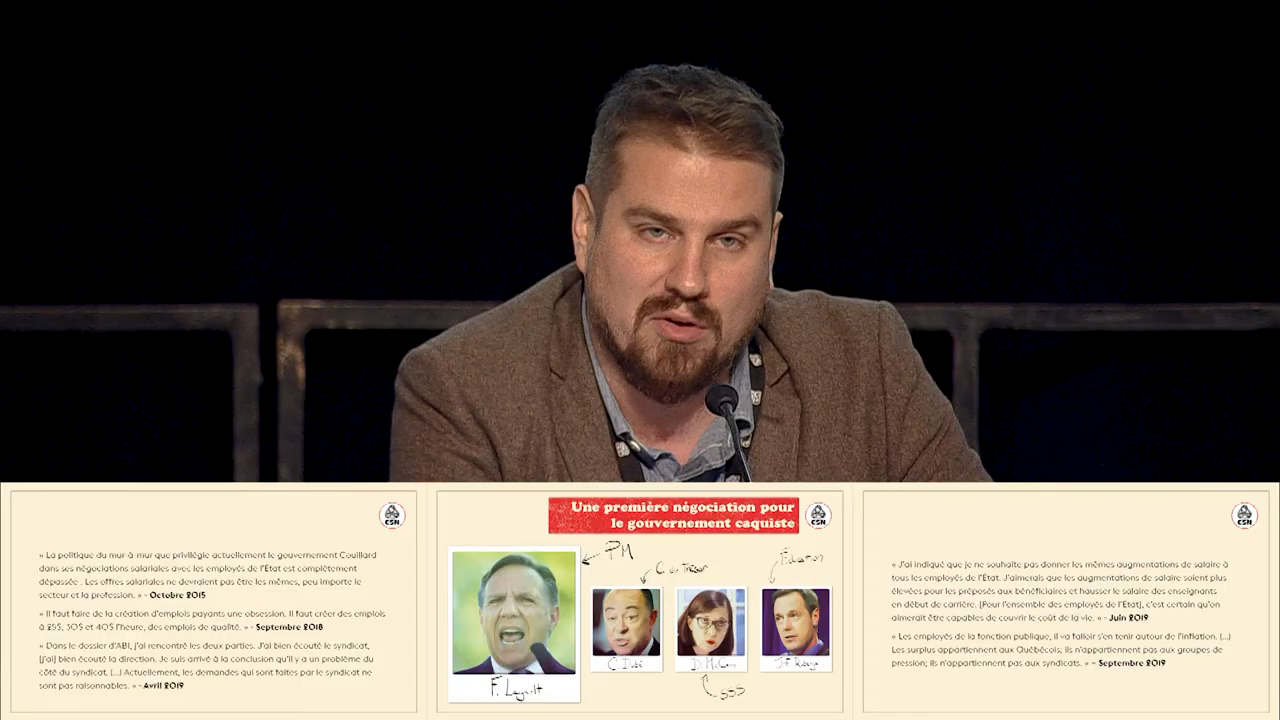 CSN
« La politique du mur-à-mur que privilégie actuellement le gouvernement Couillard
dans ses négociations salariales avec les employés de l'État est complètement
dépassée . Les offres salariales ne devraient pas être les mêmes, peu importe le
secteur et la profession. » - Octobre 2015
« Il faut faire de la création d'emplois payants une obsession. Il faut créer des emplois
à 25$, 30$ et 40$ l'heure, des emplois de qualité. » - Septembre 2018
« Dans le dossier d'ABI, j'ai rencontré les deux parties. J'ai bien écouté le syndicat,
(j'ai) bien écouté la direction. Je suis arrivé à la conclusion qu'il y a un problème du
côté du syndicat. (...) Actuellement, les demandes qui sont faites par le syndicat ne
sont pas raisonnables. » - Avril 2019
Une première négociation pour
le gouvernement caquiste
CSN
PM
C. du Trésor
Éducation
F. Legault
C. Dubé
D. McCann
J-F. Roberge
SSS
CSN
« J'ai indiqué que je ne souhaite pas donner les mêmes augmentations de salaire à
tous les employés de l'État. J'aimerais que les augmentations de salaire soient plus
élevées pour les préposés aux bénéficiaires et hausser le salaire des enseignants
en début de carrière. [Pour l'ensemble des employés de l'État], c'est certain qu'on
aimerait être capables de couvrir le coût de la vie. » - Juin 2019
« Les employés de la fonction publique, il va falloir s'en tenir autour de l'inflation. (...)
Les surplus appartiennent aux Québécois; ils n'appartiennent pas aux groupes de
pression; ils n'appartiennent pas aux syndicats. » - Septembre 2019